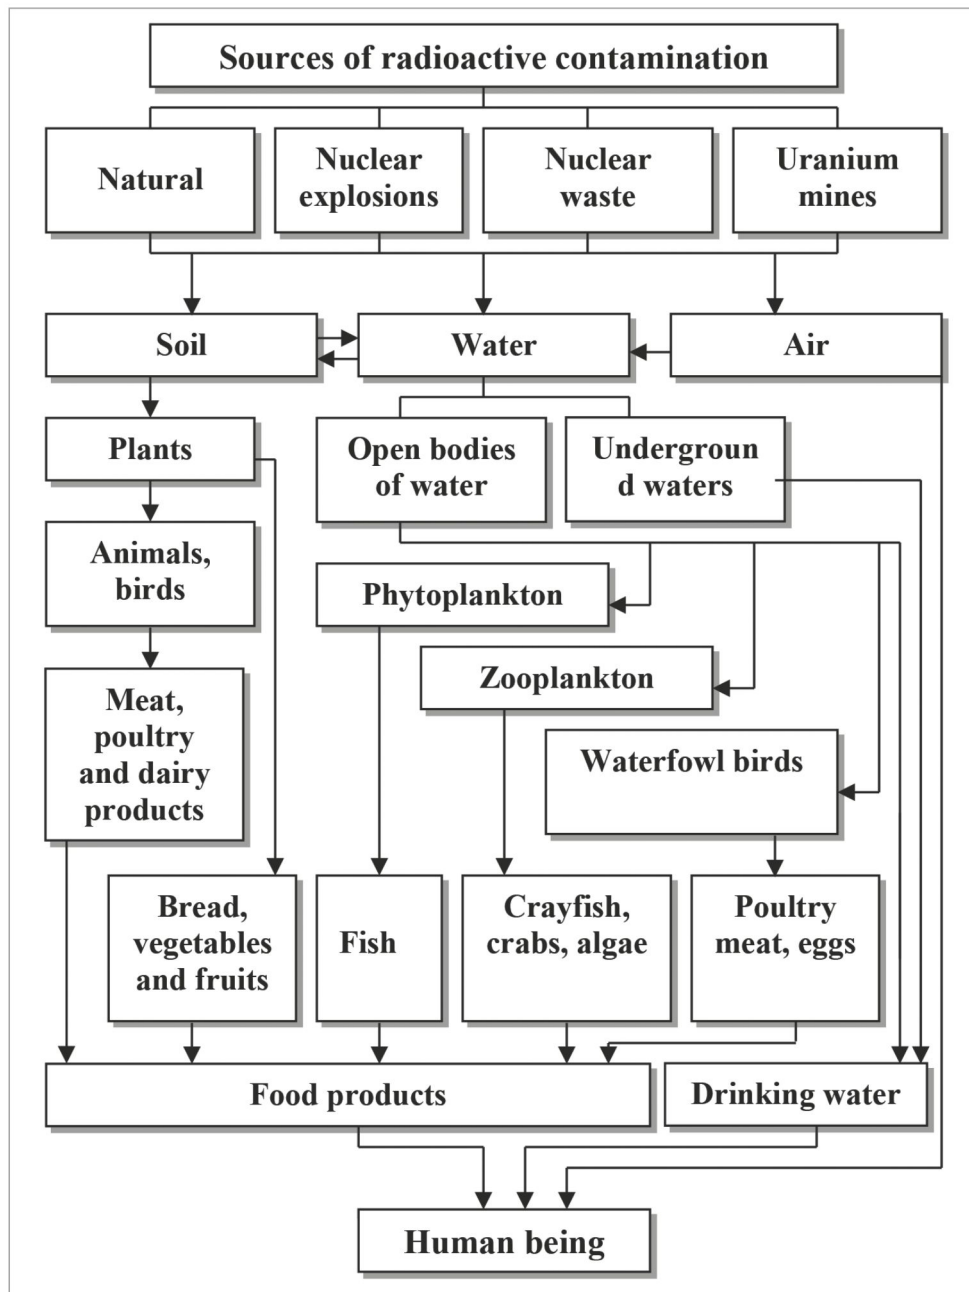 Sources of radioactive contamination
Natural
Nuclear
explosions
Nuclear
waste
Uranium
mines
Soil
Water
Air
Plants
Open bodies
of water
Undergroun
d waters
Animals,
birds
Phytoplankton
Zooplankton
Meat,
poultry
and dairy
products
Waterfowl birds
Bread,
vegetables
and fruits
Fish
Crayfish,
crabs, algae
Poultry
meat, eggs
Food products
Drinking water
Human being